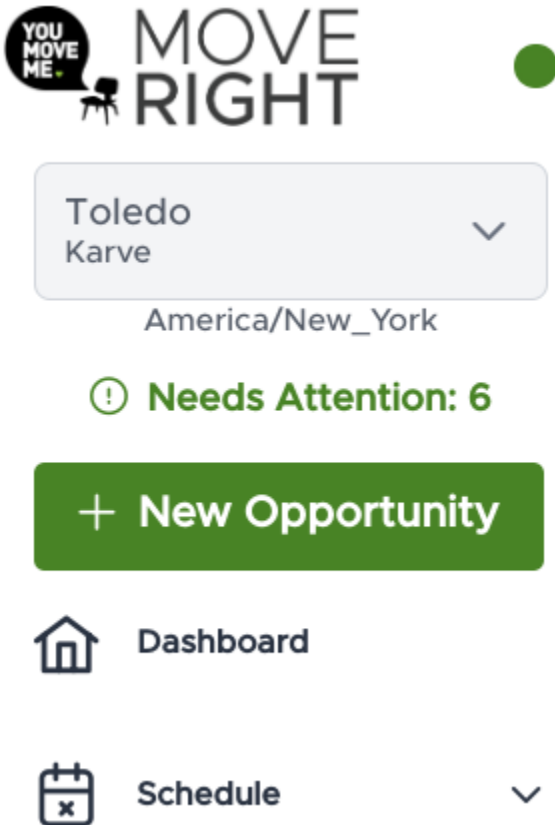 YOU
MOVE
ME.
MOVE
RIGHT
Toledo
Karve
America/New_York
Needs Attention: 6
+ New Opportunity
Dashboard
Schedule